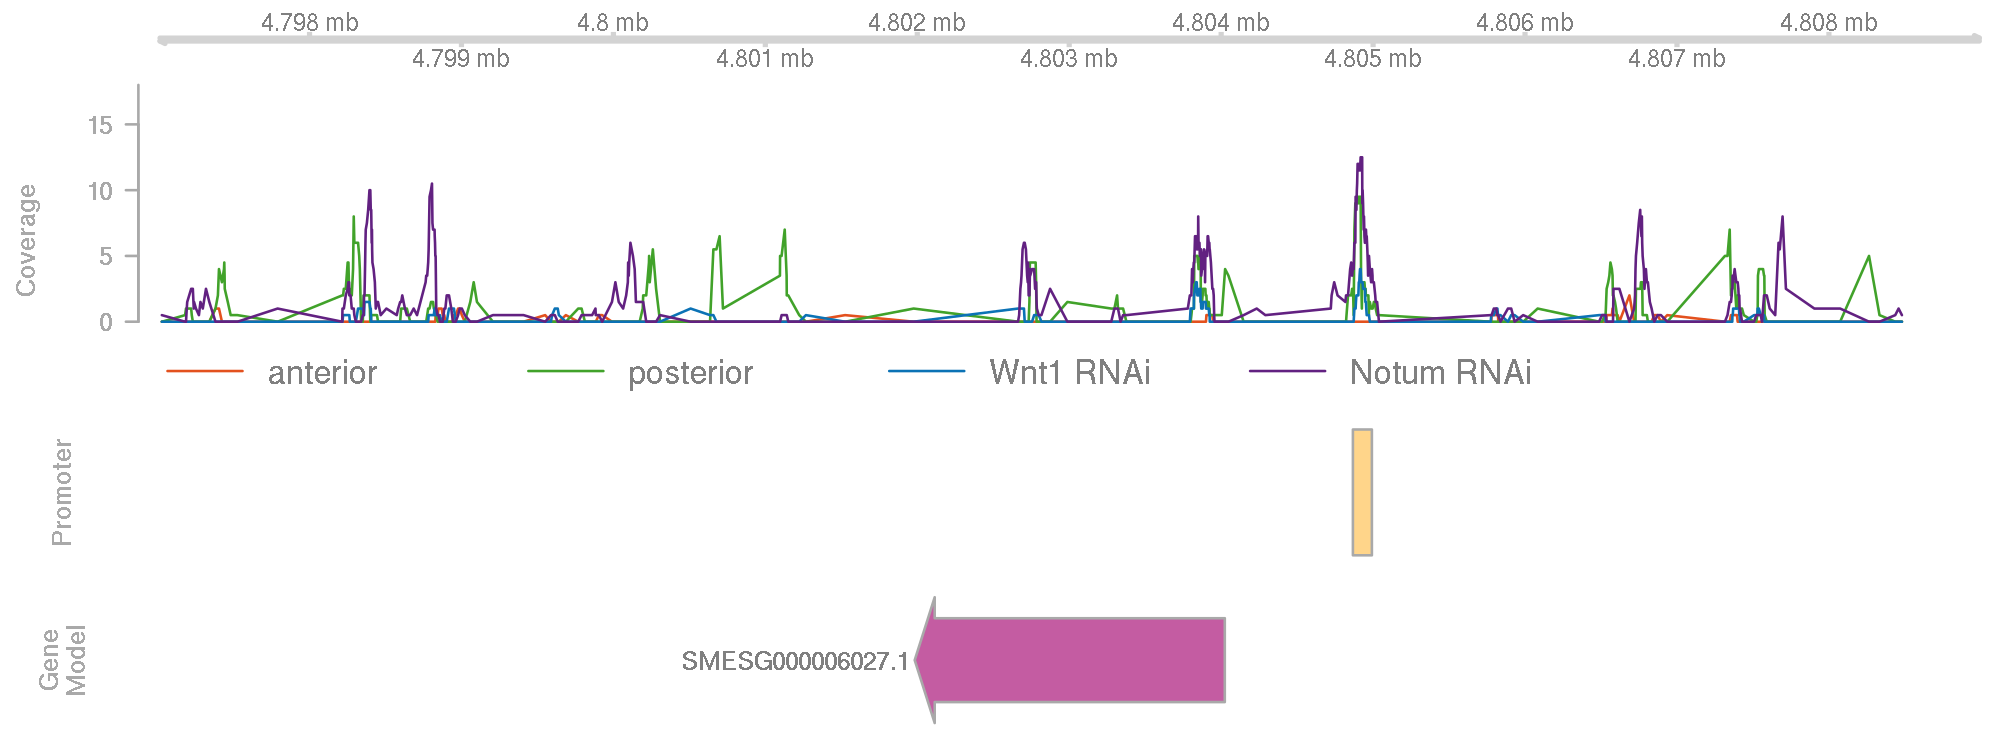 4.798 mb 4.8 mb 4.802 mb 4.804 mb 4.806 mb 4.808 mb
4.799 mb 4.801 mb 4.803 mb 4.805 mb 4.807 mb
Coverage
15
10
5
0
anterior posterior Wnt1 RNAi Notum RNAi
Promoter
Gene
Model
SMESG000006027.1